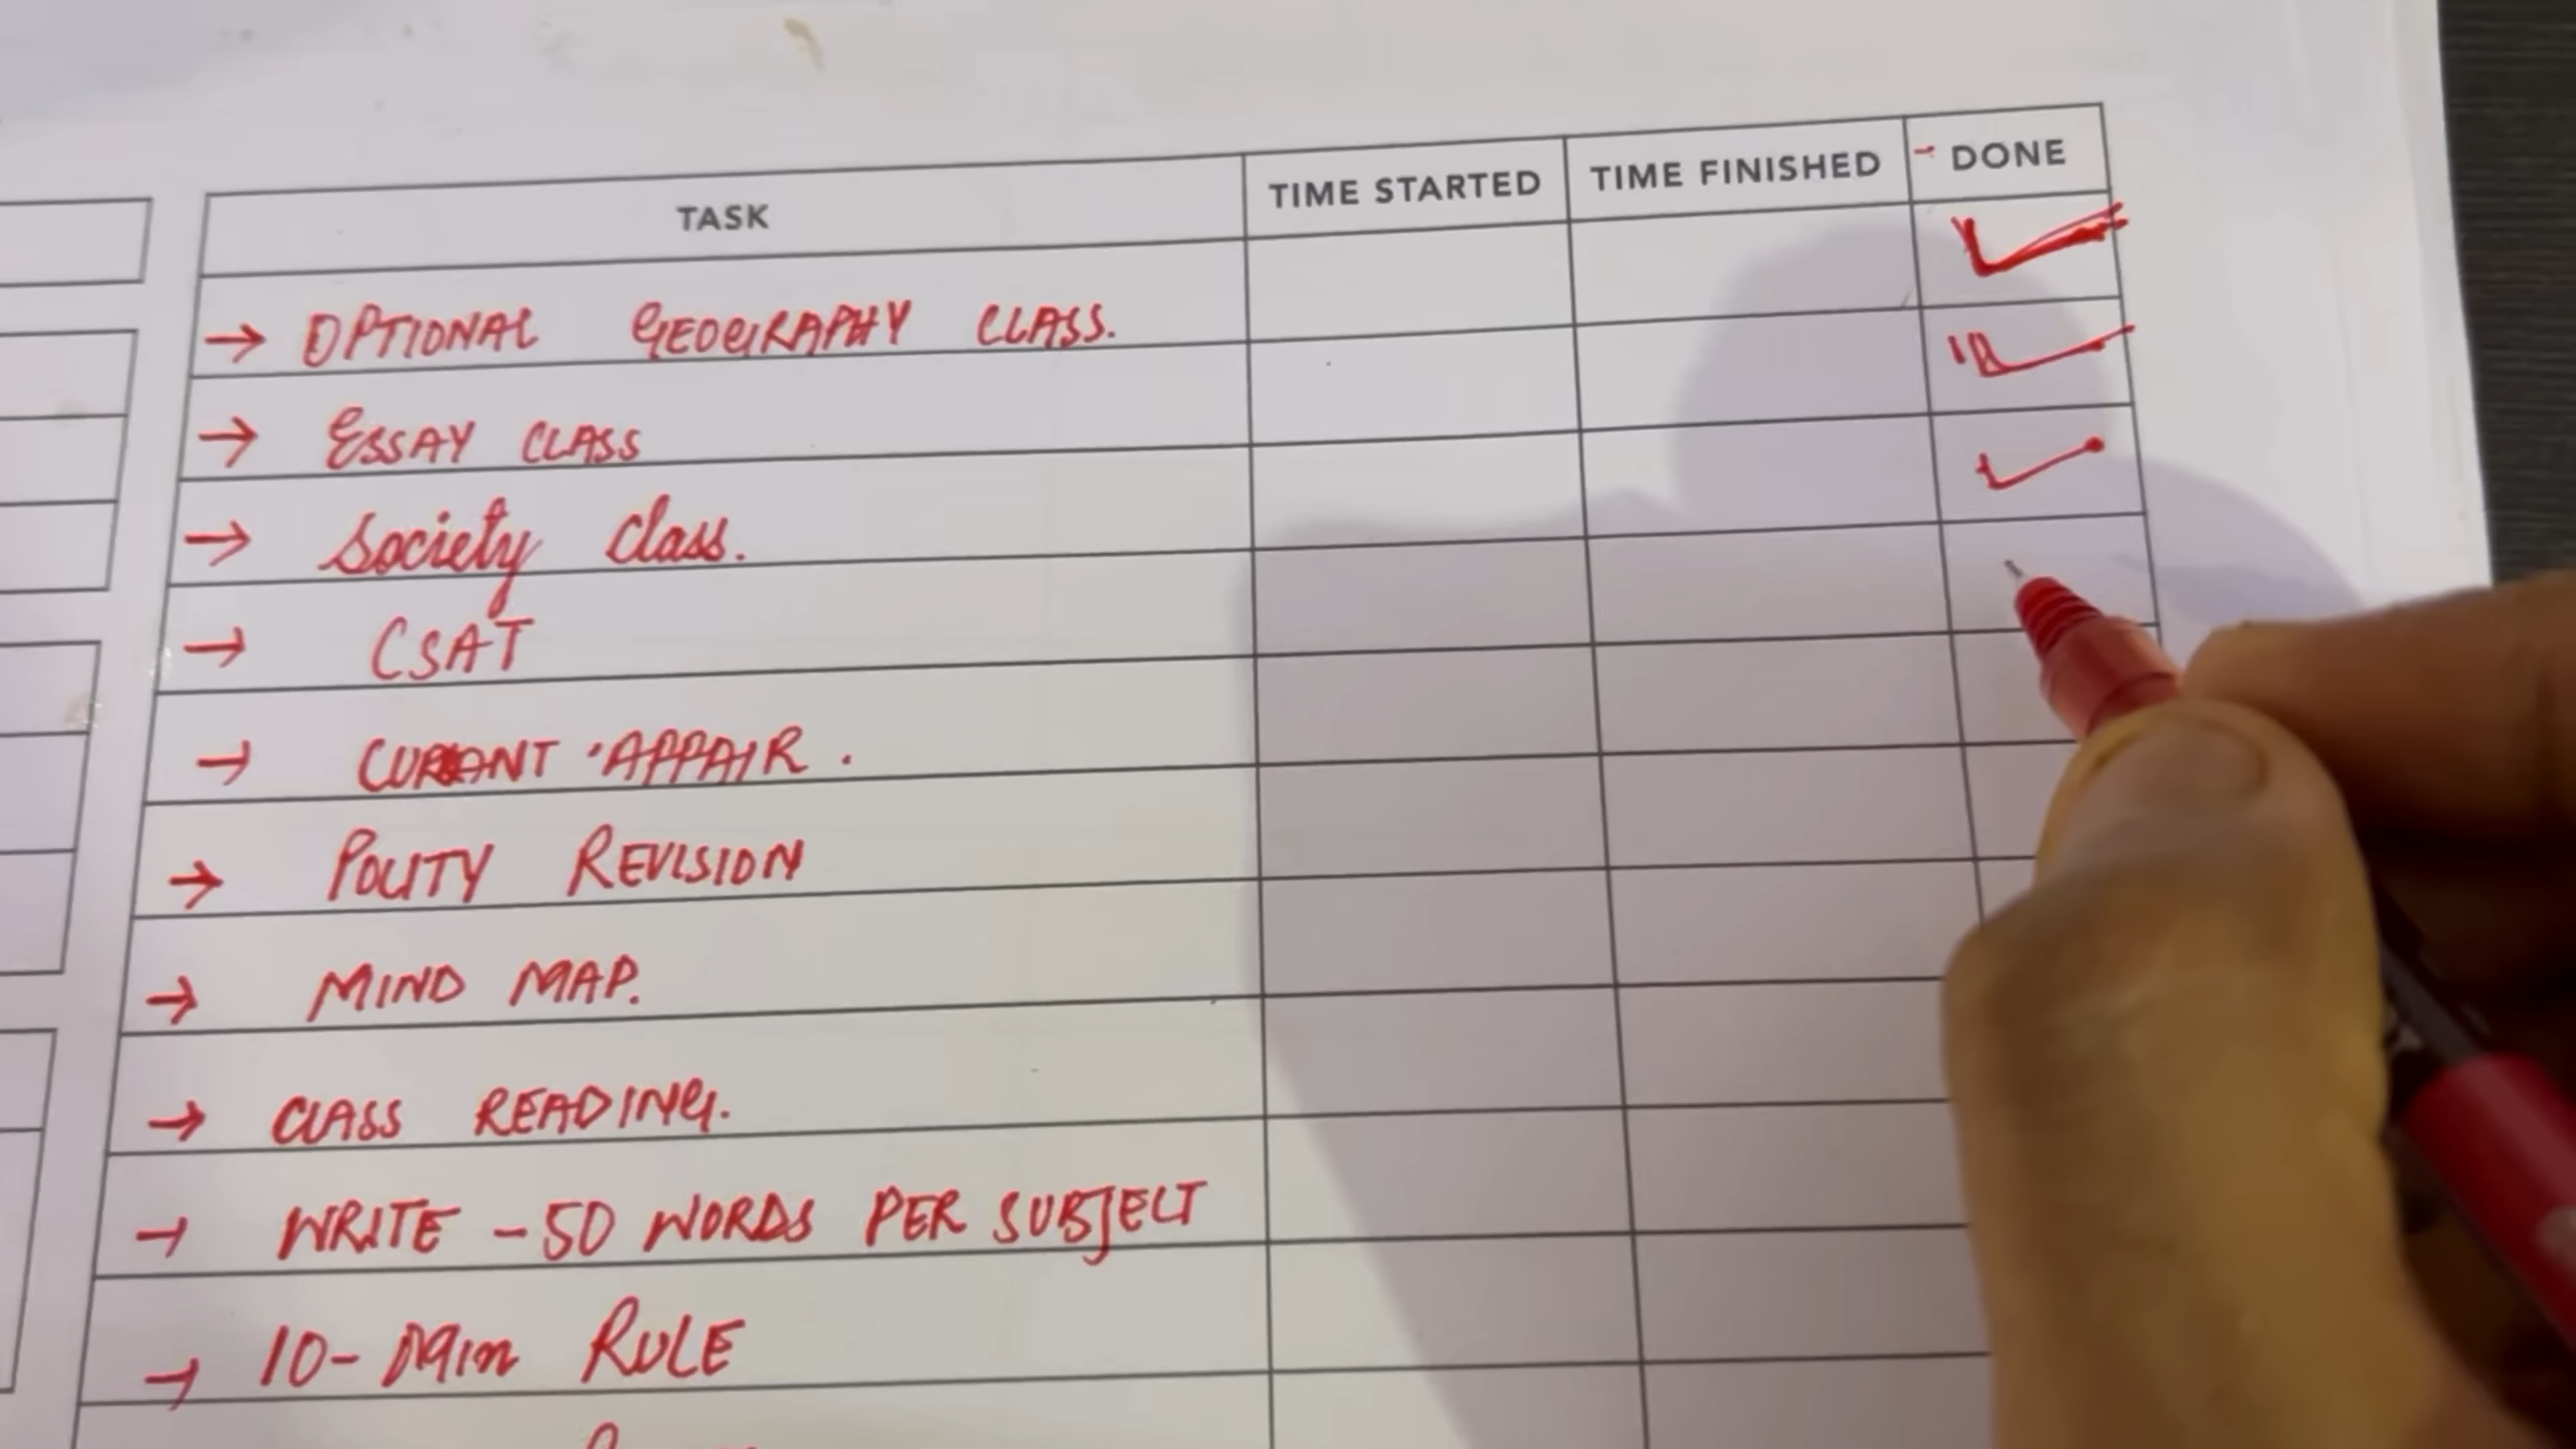 TASK TIME STARTED TIME FINISHED - DONE
→ OPTIONAL GEOGRAPHY CLASS.
→ ESSAY CLASS
→ Society Class.
→ CSAT
→ CURANT AFFAIR.
→ POLITY REVISION
→ MIND MAP.
→ CLASS READING.
→ WRITE - 50 WORDS PER SUBJECT
→ 10-Min RULE